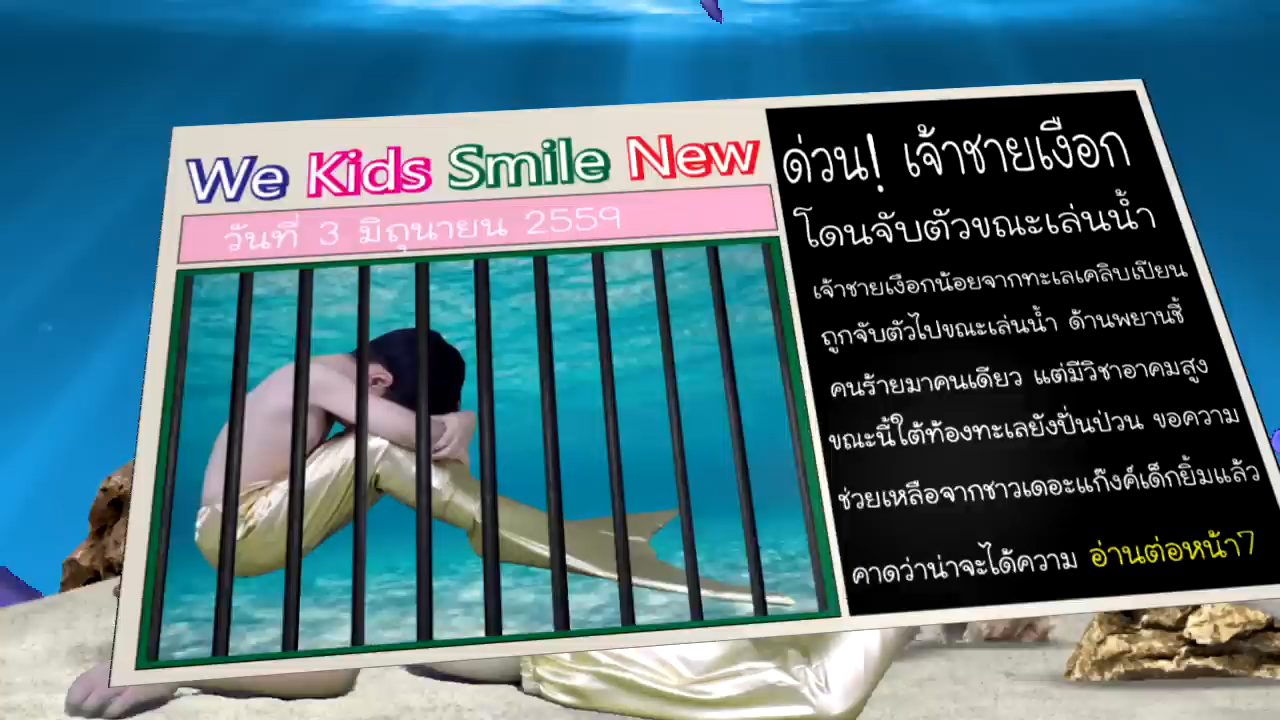 We Kids Smile New
วันที่ 3 มิถุนายน 2559
ด่วน! เจ้าชายเงือก
โดนจับตัวขณะเล่นน้ำ
เจ้าชายเงือกน้อยจากทะเลเคลิบเปียน
ถูกจับตัวไปขณะเล่นน้ำ ด้านพยานชี้
คนร้ายมาคนเดียว แต่มีวิชาอาคมสูง
ขณะนี้ใต้ท้องทะเลยังปั่นป่วน ขอความ
ช่วยเหลือจากชาวเดอะแก๊งค์เด็กยิ้มแล้ว
คาดว่าน่าจะได้ความ อ่านต่อหน้า7